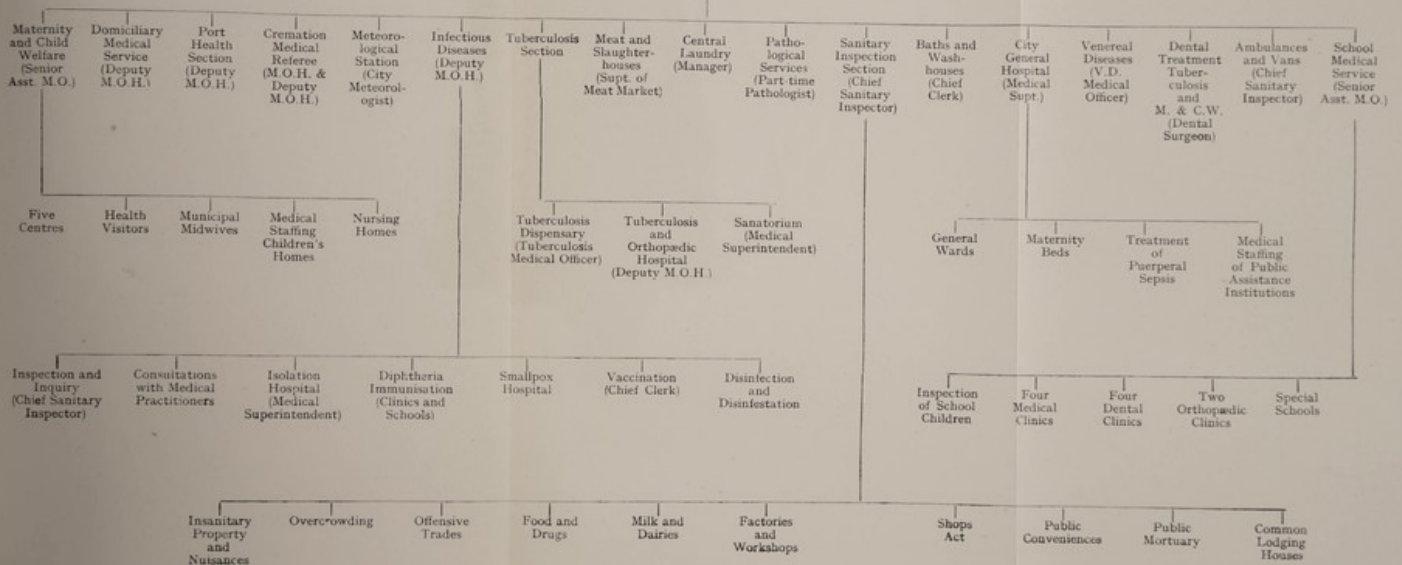 Maternity
and Child
Welfare
(Senior
Asst. M.O.)
Domiciliary
Medical
Service
(Deputy
M.O.H.)
Port
Health
Section
(Deputy
M.O.H.)
Cremation
Medical
Referee
(M.O.H. &
Deputy
M.O.H.)
Meteoro-
logical
Station
(City
Meteorol-
ogist)
Infectious
Diseases
(Deputy
M.O.H.)
Tuberculosis
Section
Meat and
Slaughter-
houses
(Supt. of
Meat Market)
Central
Laundry
(Manager)
Patho-
logical
Services
(Part-time
Pathologist)
Sanitary
Inspection
Section
(Chief
Sanitary
Inspector)
Baths and
Wash-
houses
(Chief
Clerk)
City
General
Hospital
(Medical
Supt.)
Venereal
Diseases
(V.D.
Medical
Officer)
Dental
Treatment
Tuber-
culosis
and
M. & C.W.
(Dental
Surgeon)
Ambulances
and Vans
(Chief
Sanitary
Inspector)
School
Medical
Service
(Senior
Asst. M.O.)
Five
Centres
Health
Visitors
Municipal
Midwives
Medical
Staffing
Children's
Homes
Nursing
Homes
Tuberculosis
Dispensary
(Tuberculosis
Medical Officer)
Tuberculosis
and
Orthopædic
Hospital
(Deputy M.O.H.)
Sanatorium
(Medical
Superintendent)
General
Wards
Maternity
Beds
Treatment
of
Puerperal
Sepsis
Medical
Staffing
of Public
Assistance
Institutions
Inspection and
Inquiry
(Chief Sanitary
Inspector)
Consultations
with Medical
Practitioners
Isolation
Hospital
(Medical
Superintendent)
Diphtheria
Immunisation
(Clinics and
Schools)
Smallpox
Hospital
Vaccination
(Chief Clerk)
Disinfection
and
Disinfestation
Inspection
of School
Children
Four
Medical
Clinics
Four
Dental
Clinics
Two
Orthopædic
Clinics
Special
Schools
Insanitary
Property
and
Nuisances
Overcrowding
Offensive
Trades
Food and
Drugs
Milk and
Dairies
Factories
and
Workshops
Shops
Act
Public
Conveniences
Public
Mortuary
Common
Lodging
Houses